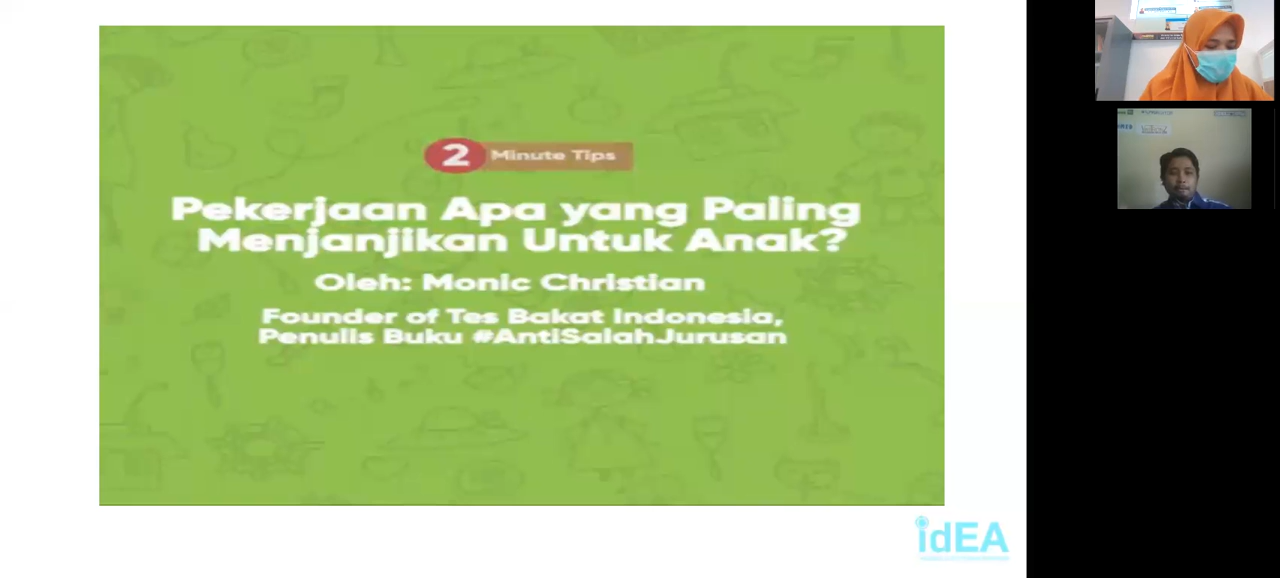 2 Minute Tips
Pekerjaan Apa yang Paling
Menjanjikan Untuk Anak?
Oleh: Monic Christian
Founder of Tes Bakat Indonesia,
Penulis Buku #AntiSalahJurusan
idEA